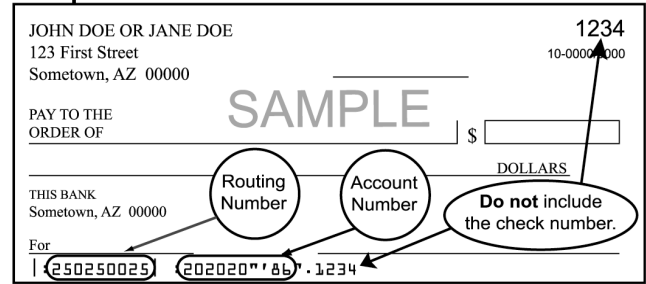 JOHN DOE OR JANE DOE
1234
123 First Street
10-0000/0000
Sometown, AZ 00000
SAMPLE
PAY TO THE
ORDER OF
$
DOLLARS
THIS BANK
Sometown, AZ 00000
Routing
Number
Account
Number
Do not include
the check number.
For
|:250250025| :202020"'86".1234